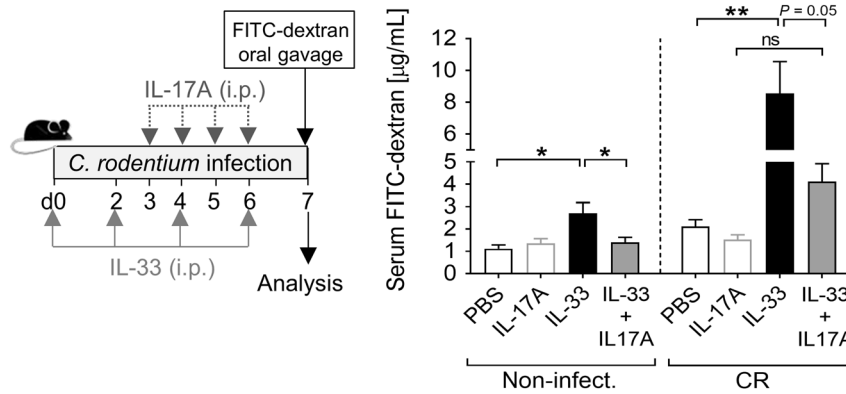 FITC-dextran
oral gavage
IL-17A (i.p.)
C. rodentium infection
d0 2 3 4 5 6 7
IL-33 (i.p.)
Analysis
Serum FITC-dextran [μg/mL]
12
10
8
6
5
4
3
2
1
0
* *
** P = 0.05
ns
PBS
IL-17A
IL-33
IL-33
+
IL17A
PBS
IL-17A
IL-33
IL-33
+
IL17A
Non-infect.
CR